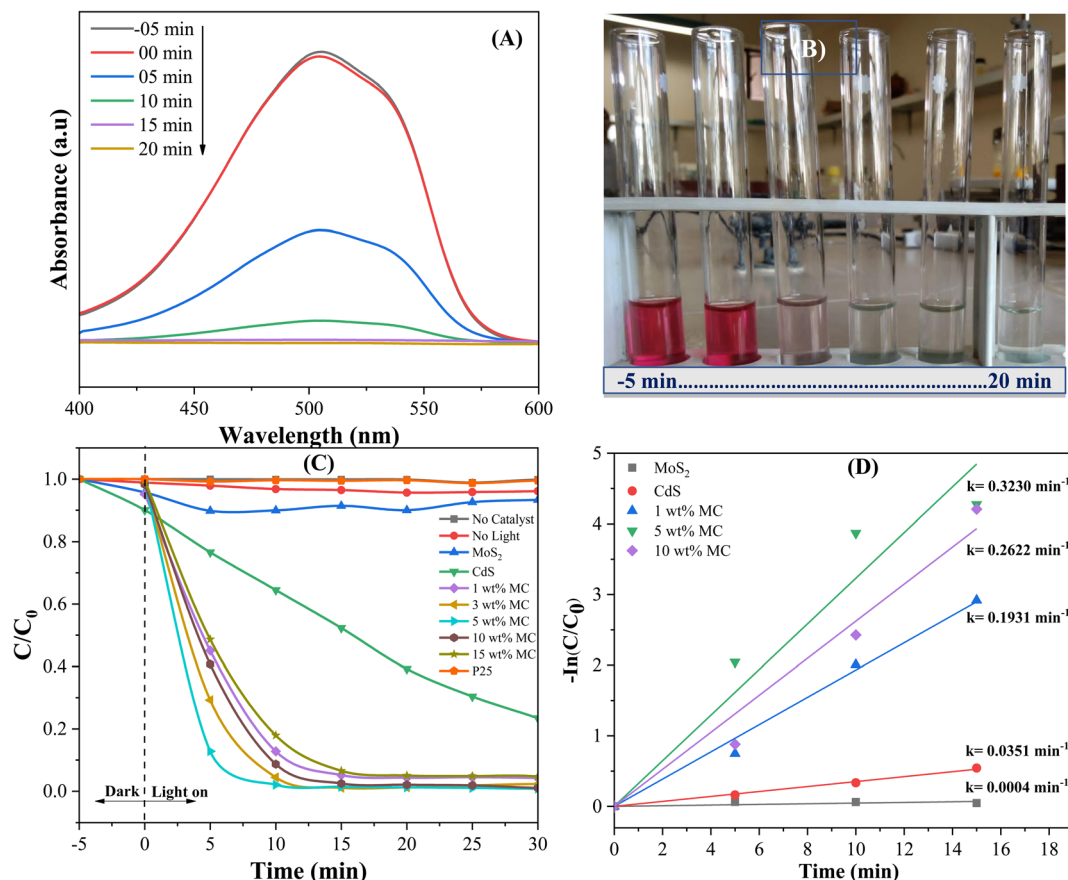 (A)
-05 min
00 min
05 min
10 min
15 min
20 min
Absorbance (a.u)
400
450
500
550
600
Wavelength (nm)
(B)
-5 min............................................................20 min
(C)
C/C₀
1.0
0.8
0.6
0.4
0.2
0.0
No Catalyst
No Light
MoS₂
CdS
1 wt% MC
3 wt% MC
5 wt% MC
10 wt% MC
15 wt% MC
P25
Dark
Light on
-5
0
5
10
15
20
25
30
Time (min)
(D)
-In(C/C₀)
5
4
3
2
1
0
MoS₂
CdS
1 wt% MC
5 wt% MC
10 wt% MC
k= 0.3230 min⁻¹
k= 0.2622 min⁻¹
k= 0.1931 min⁻¹
k= 0.0351 min⁻¹
k= 0.0004 min⁻¹
0
2
4
6
8
10
12
14
16
18
Time (min)